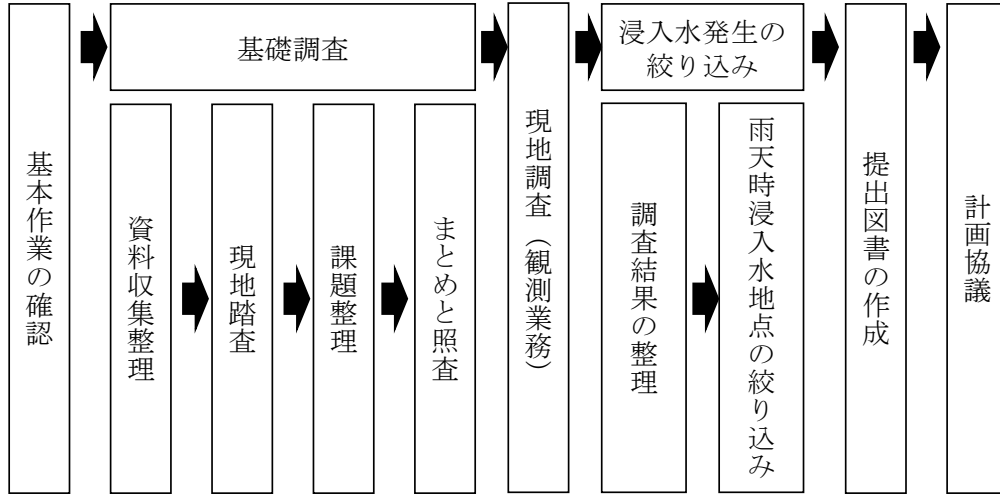 基本作業の確認
基礎調査
資料収集整理
現地踏査
課題整理
まとめと照査
現地調査（観測業務）
浸入水発生の
絞り込み
調査結果の整理
雨天時浸入水地点の絞り込み
提出図書の作成
計画協議